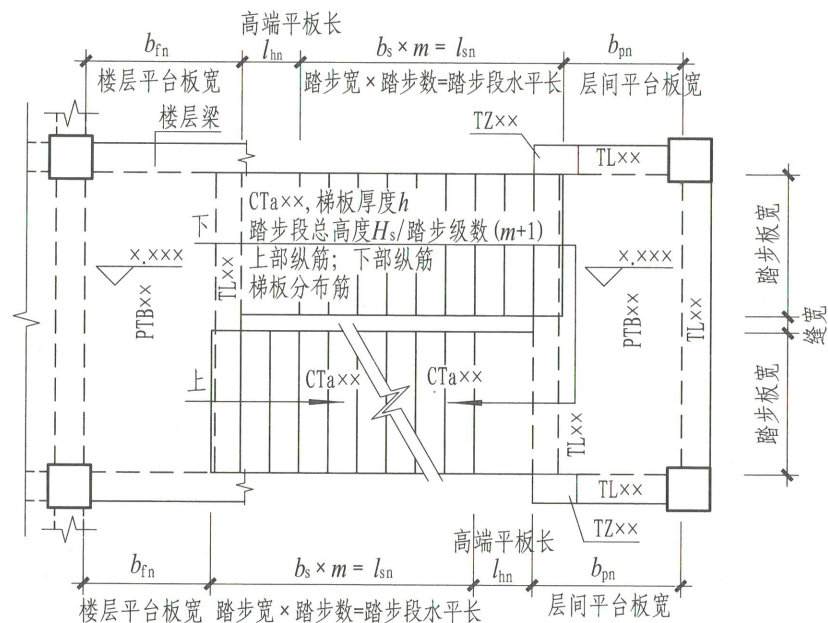 高端平板长
b_fn
l_hn
b_s × m = l_sn
b_pn
楼层平台板宽
踏步宽×踏步数=踏步段水平长
层间平台板宽
楼层梁
TZ××
TL××
CTa××,梯板厚度h
踏步段总高度H_s/踏步级数(m+1)
上部纵筋；下部纵筋
梯板分布筋
下
x.xxx
x.xxx
TL××
PTB××
PTB××
TL××
踏步板宽
缝宽
踏步板宽
上
CTa××
CTa××
TL××
TL××
TZ××
高端平板长
b_fn
b_s × m = l_sn
l_hn
b_pn
楼层平台板宽
踏步宽×踏步数=踏步段水平长
层间平台板宽